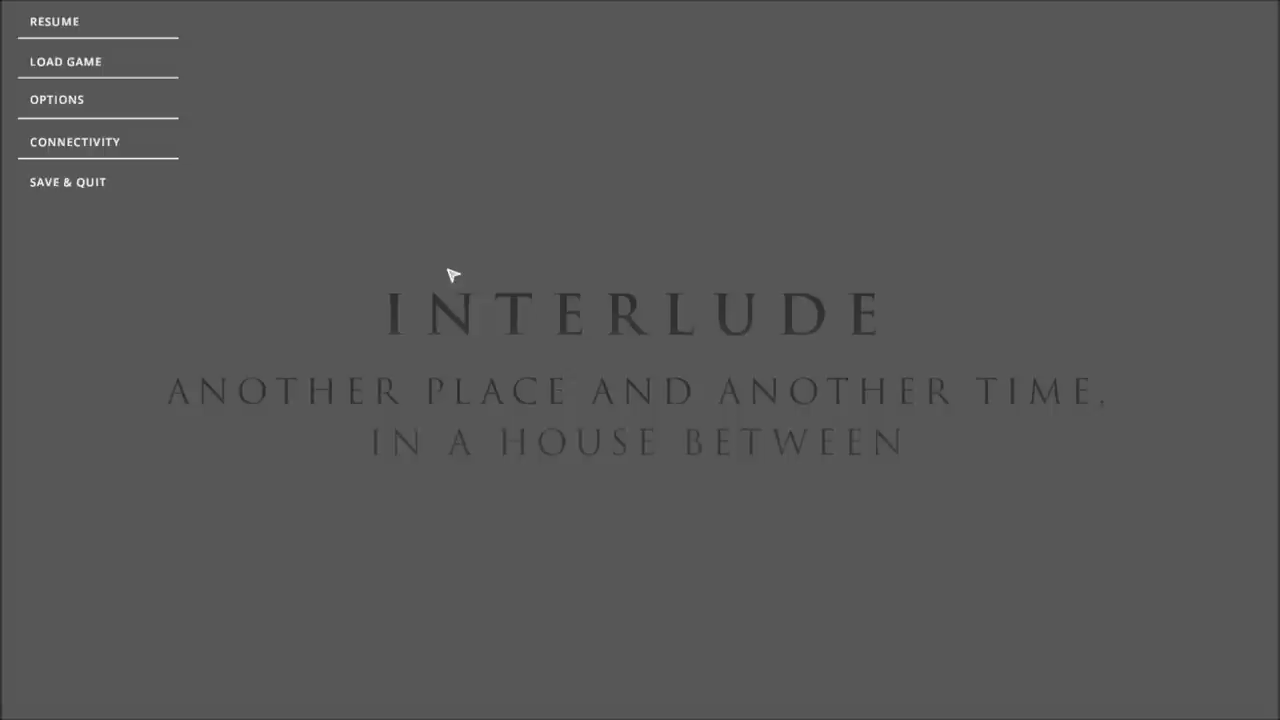 RESUME
LOAD GAME
OPTIONS
CONNECTIVITY
SAVE & QUIT
INTERLUDE
ANOTHER PLACE AND ANOTHER TIME,
IN A HOUSE BETWEEN